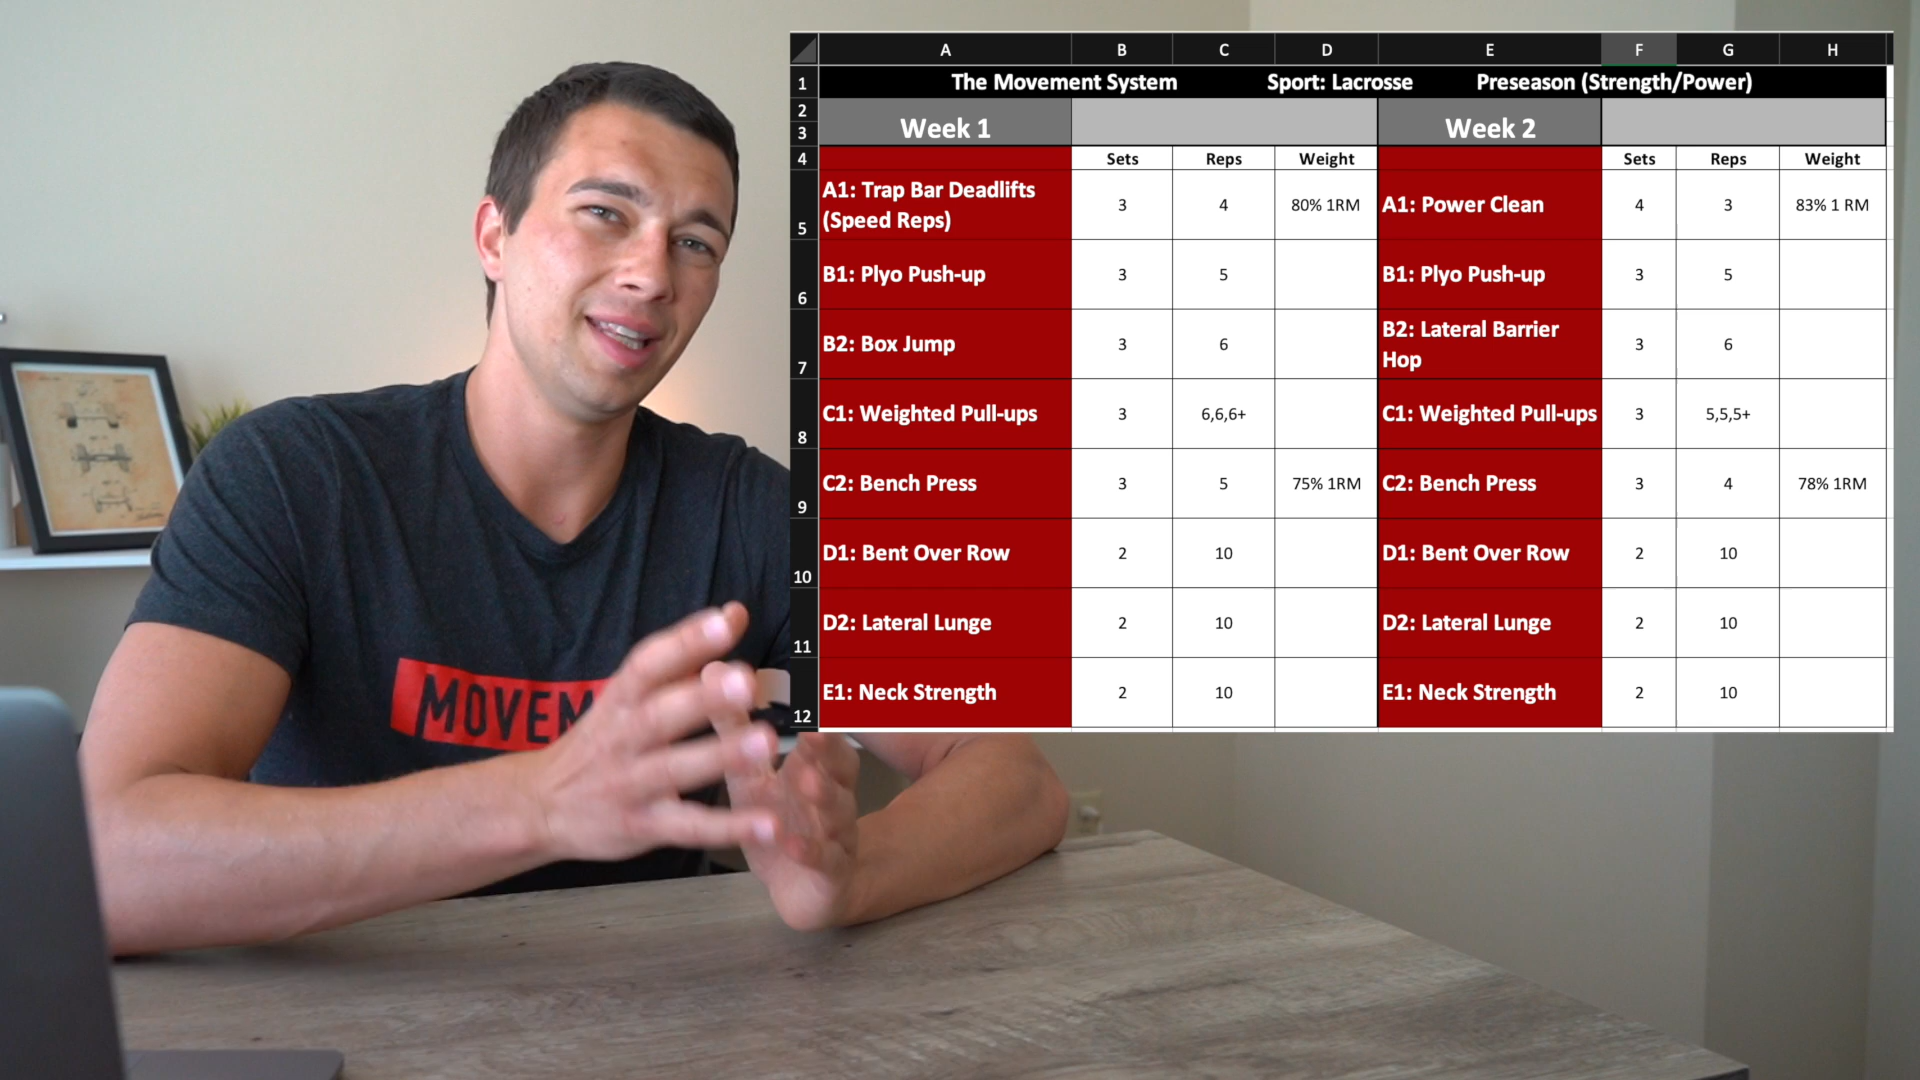 A B C D E F G H
1 The Movement System Sport: Lacrosse Preseason (Strength/Power)
2
3 Week 1 Week 2
4 Sets Reps Weight Sets Reps Weight
5 A1: Trap Bar Deadlifts (Speed Reps) 3 4 80% 1RM A1: Power Clean 4 3 83% 1 RM
6 B1: Plyo Push-up 3 5 B1: Plyo Push-up 3 5
7 B2: Box Jump 3 6 B2: Lateral Barrier Hop 3 6
8 C1: Weighted Pull-ups 3 6,6,6+ C1: Weighted Pull-ups 3 5,5,5+
9 C2: Bench Press 3 5 75% 1RM C2: Bench Press 3 4 78% 1RM
10 D1: Bent Over Row 2 10 D1: Bent Over Row 2 10
11 D2: Lateral Lunge 2 10 D2: Lateral Lunge 2 10
12 E1: Neck Strength 2 10 E1: Neck Strength 2 10
MOVEM